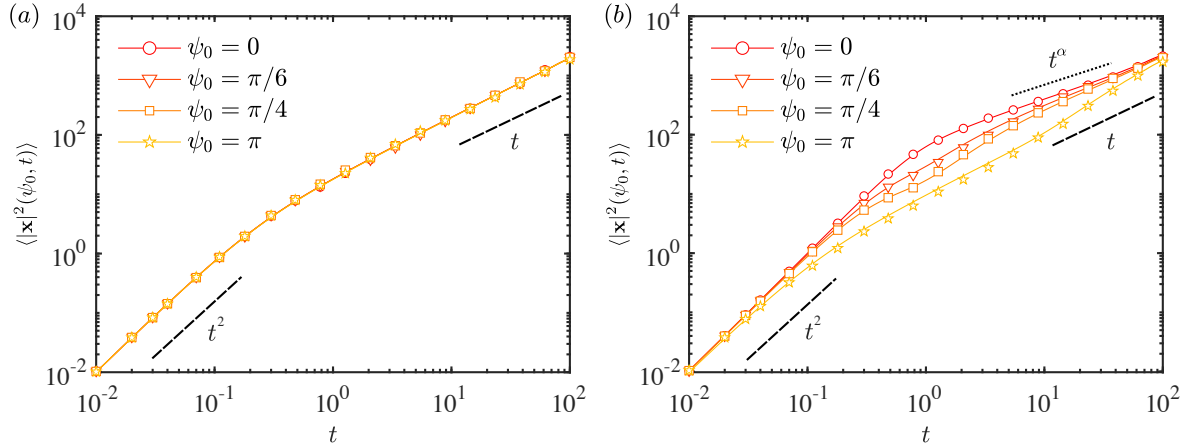 (a)
10^4
10^2
10^0
10^-2
⟨|x|^2(ψ_0, t)⟩
ψ_0 = 0
ψ_0 = π/6
ψ_0 = π/4
ψ_0 = π
t
t^2
10^-2
10^-1
10^0
10^1
10^2
t
(b)
10^4
10^2
10^0
10^-2
⟨|x|^2(ψ_0, t)⟩
ψ_0 = 0
ψ_0 = π/6
ψ_0 = π/4
ψ_0 = π
t^α
t
t^2
10^-2
10^-1
10^0
10^1
10^2
t